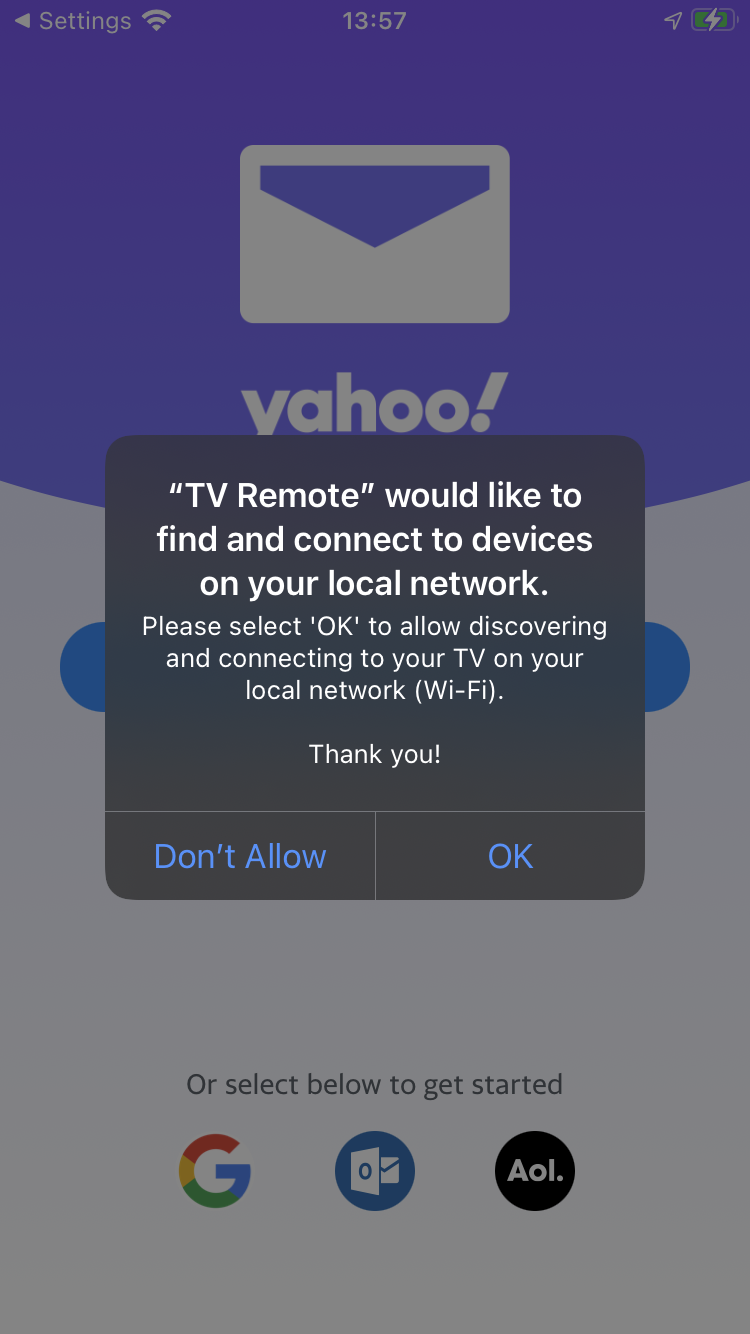 Settings
13:57
yahoo!
“TV Remote” would like to
find and connect to devices
on your local network.
Please select 'OK' to allow discovering
and connecting to your TV on your
local network (Wi-Fi).
Thank you!
Don’t Allow
OK
Or select below to get started
G
o
Aol.